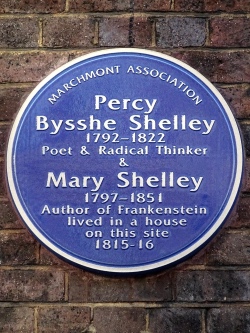 MARCHMONT ASSOCIATION
Percy
Bysshe Shelley
1792-1822
Poet & Radical Thinker
&
Mary Shelley
1797-1851
Author of Frankenstein
lived in a house
on this site
1815-16